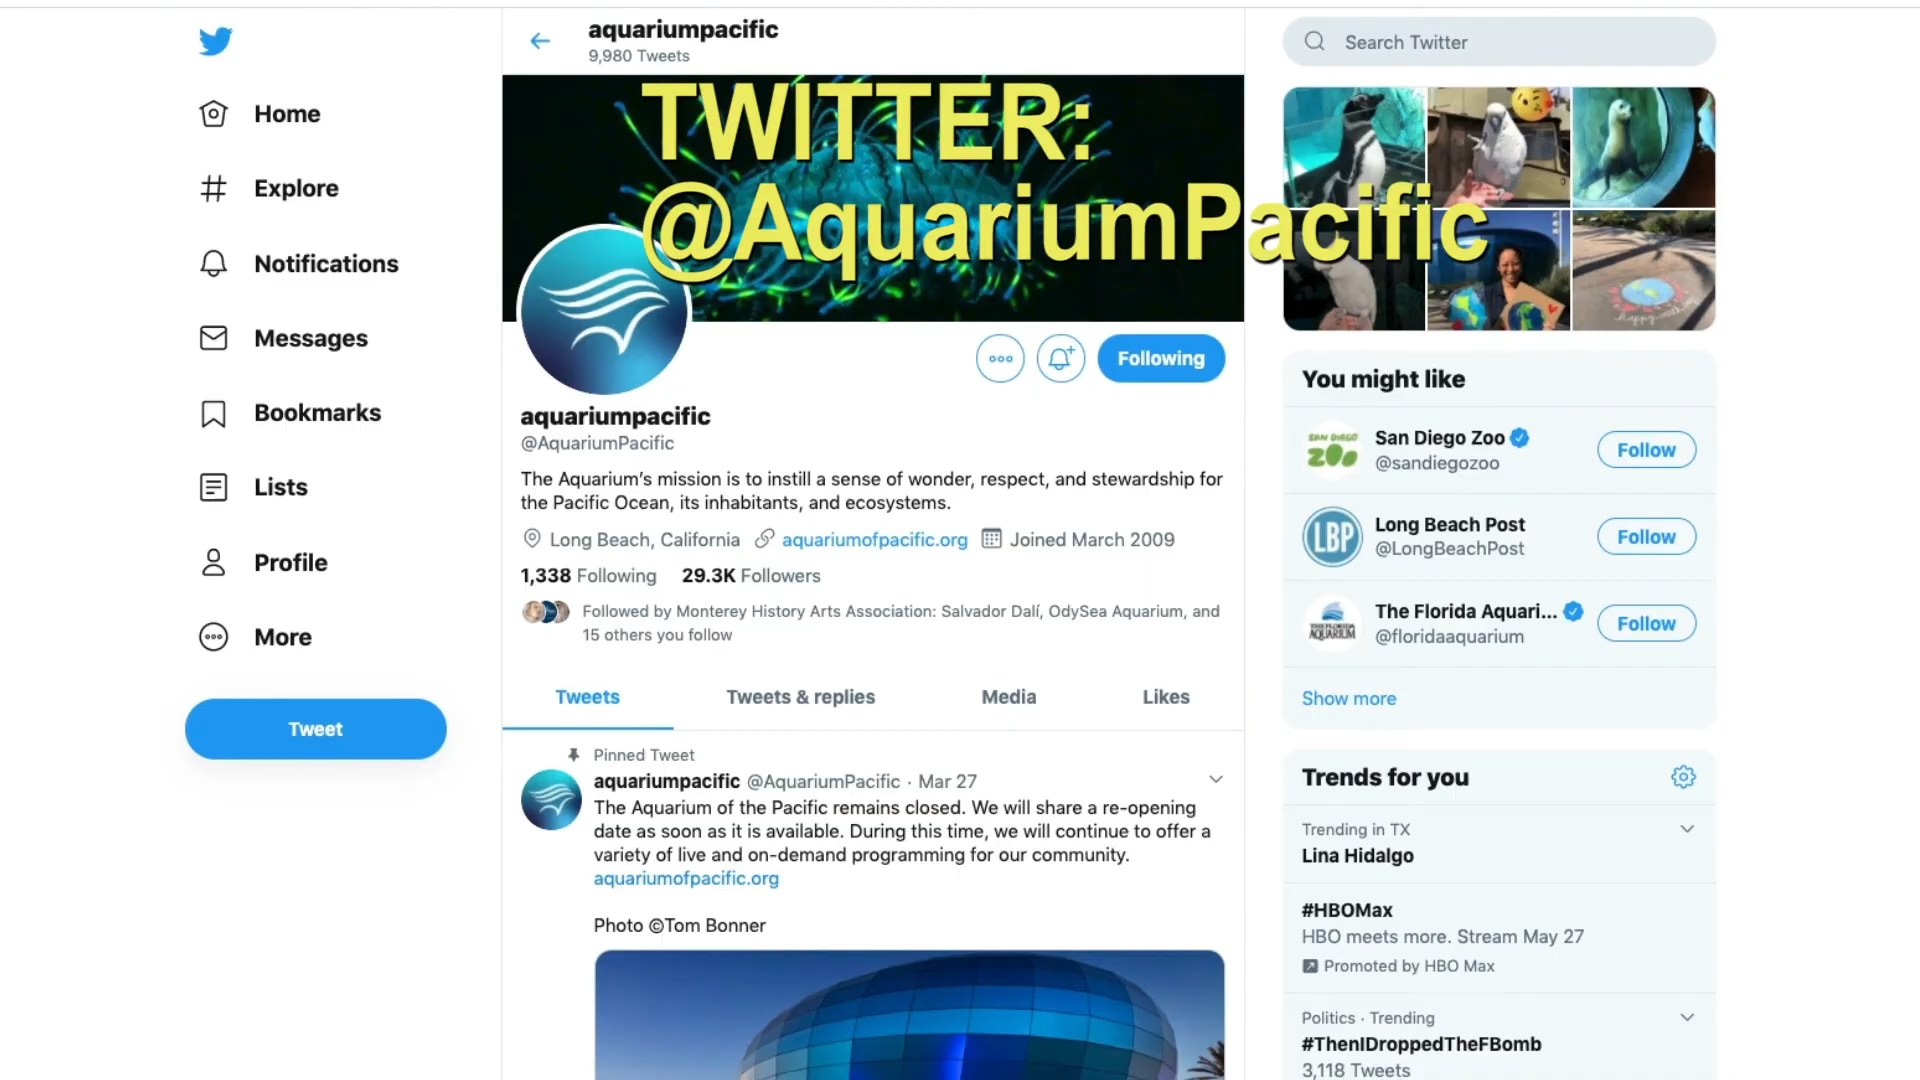 aquariumpacific
9,980 Tweets
Search Twitter
TWITTER:
@AquariumPacific
Home
Explore
Notifications
Messages
Bookmarks
Lists
Profile
More
Tweet
Following
aquariumpacific
@AquariumPacific
The Aquarium’s mission is to instill a sense of wonder, respect, and stewardship for
the Pacific Ocean, its inhabitants, and ecosystems.
Long Beach, California aquariumofpacific.org Joined March 2009
1,338 Following 29.3K Followers
Followed by Monterey History Arts Association: Salvador Dalí, OdySea Aquarium, and
15 others you follow
Tweets Tweets & replies Media Likes
Pinned Tweet
aquariumpacific @AquariumPacific · Mar 27
The Aquarium of the Pacific remains closed. We will share a re-opening
date as soon as it is available. During this time, we will continue to offer a
variety of live and on-demand programming for our community.
aquariumofpacific.org
Photo ©Tom Bonner
You might like
SAN DIEGO
ZOO
San Diego Zoo
@sandiegozoo
Follow
LBP
Long Beach Post
@LongBeachPost
Follow
THE FLORIDA
AQUARIUM
The Florida Aquari...
@floridaaquarium
Follow
Show more
Trends for you
Trending in TX
Lina Hidalgo
#HBOMax
HBO meets more. Stream May 27
Promoted by HBO Max
Politics · Trending
#ThenIDroppedTheFBomb
3,118 Tweets